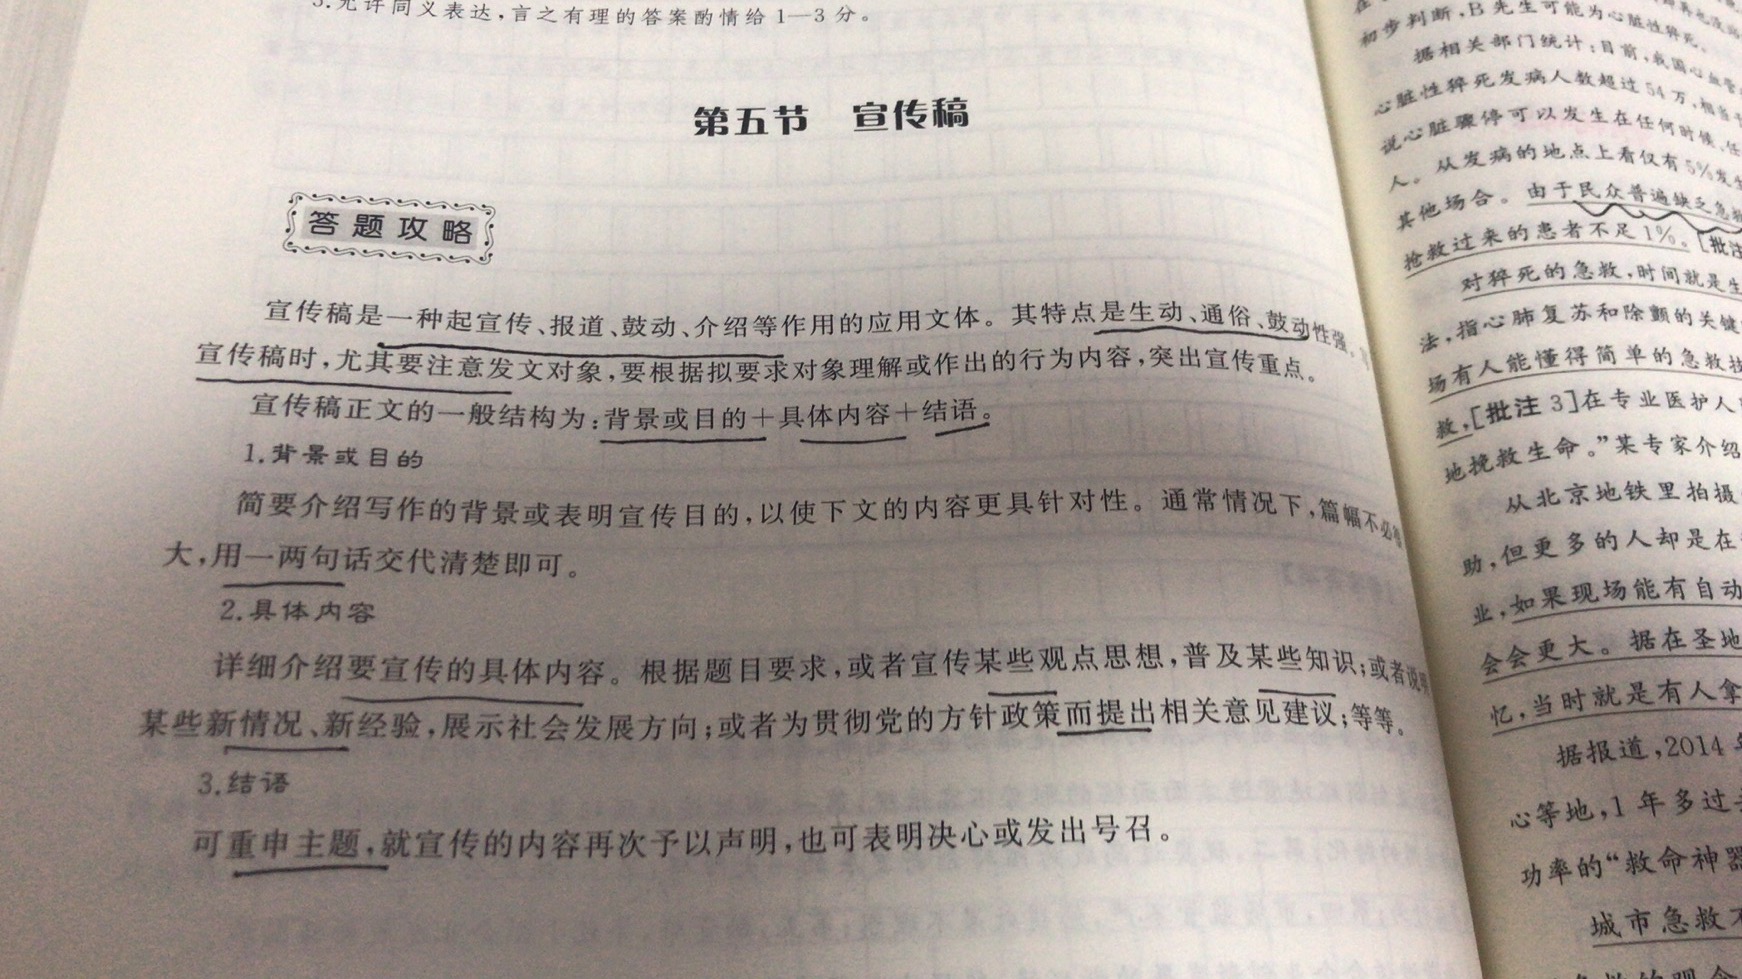 3.允许同义表达,言之有理的答案酌情给1—3分。
第五节 宣传稿
答题攻略
宣传稿是一种起宣传、报道、鼓动、介绍等作用的应用文体。其特点是生动、通俗、鼓动性强。
宣传稿时,尤其要注意发文对象,要根据拟要求对象理解或作出的行为内容,突出宣传重点。
宣传稿正文的一般结构为:背景或目的+具体内容+结语。
1.背景或目的
简要介绍写作的背景或表明宣传目的,以使下文的内容更具针对性。通常情况下,篇幅不必
大,用一两句话交代清楚即可。
2.具体内容
详细介绍要宣传的具体内容。根据题目要求,或者宣传某些观点思想,普及某些知识;或者说明
某些新情况、新经验,展示社会发展方向;或者为贯彻党的方针政策而提出相关意见建议;等等。
3.结语
可重申主题,就宣传的内容再次予以声明,也可表明决心或发出号召。
初步判断,B先生可能为心脏性猝死。
据相关部门统计:目前,我国心血管
心脏性猝死发病人数超过54万,相当
说心脏骤停可以发生在任何时候、任
人。从发病的地点上看仅有5%发生
其他场合。由于民众普遍缺乏急救
抢救过来的患者不足1%。[批注
对猝死的急救,时间就是生
法,指心肺复苏和除颤的关键
场有人能懂得简单的急救技
救,[批注3]在专业医护人
地挽救生命。”某专家介绍
从北京地铁里拍摄
助,但更多的人却是在
业,如果现场能有自动
会会更大。据在圣地
忆,当时就是有人拿
据报道,2014
心等地,1年多过去
功率的“救命神器
城市急救